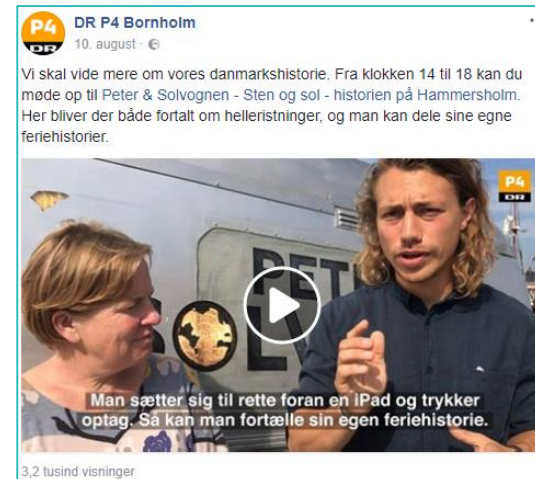 P4
DR
DR P4 Bornholm
10. august ·
Vi skal vide mere om vores danmarkshistorie. Fra klokken 14 til 18 kan du
møde op til Peter & Solvognen - Sten og sol - historien på Hammersholm.
Her bliver der både fortalt om helleristninger, og man kan dele sine egne
feriehistorier.
P4
DR
PET
SOLV
Man sætter sig til rette foran en iPad og trykker
optag. Så kan man fortælle sin egen feriehistorie.
3,2 tusind visninger